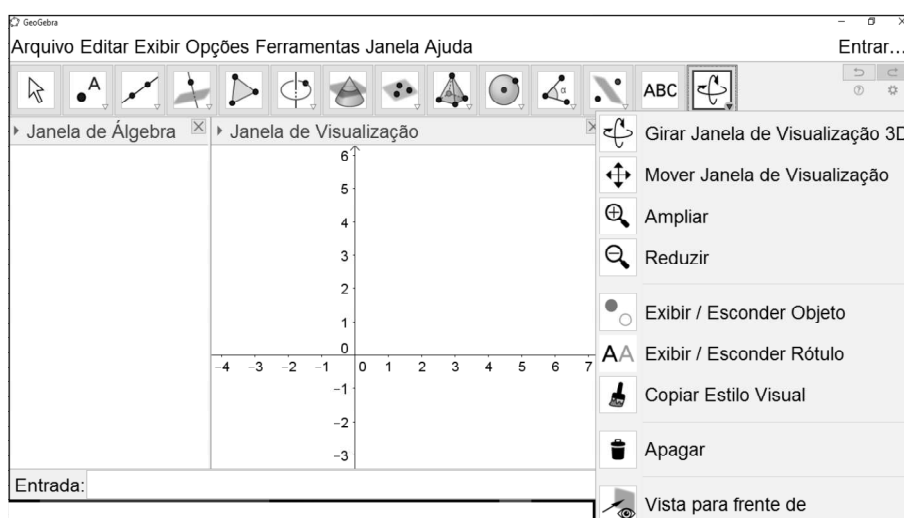 GeoGebra
Arquivo Editar Exibir Opções Ferramentas Janela Ajuda Entrar...
A α ABC
Janela de Álgebra Janela de Visualização
Girar Janela de Visualização 3D
Mover Janela de Visualização
Ampliar
Reduzir
Exibir / Esconder Objeto
AA Exibir / Esconder Rótulo
Copiar Estilo Visual
Apagar
Vista para frente de
6
5
4
3
2
1
0
-4 -3 -2 -1 0 1 2 3 4 5 6 7
-1
-2
-3
Entrada: